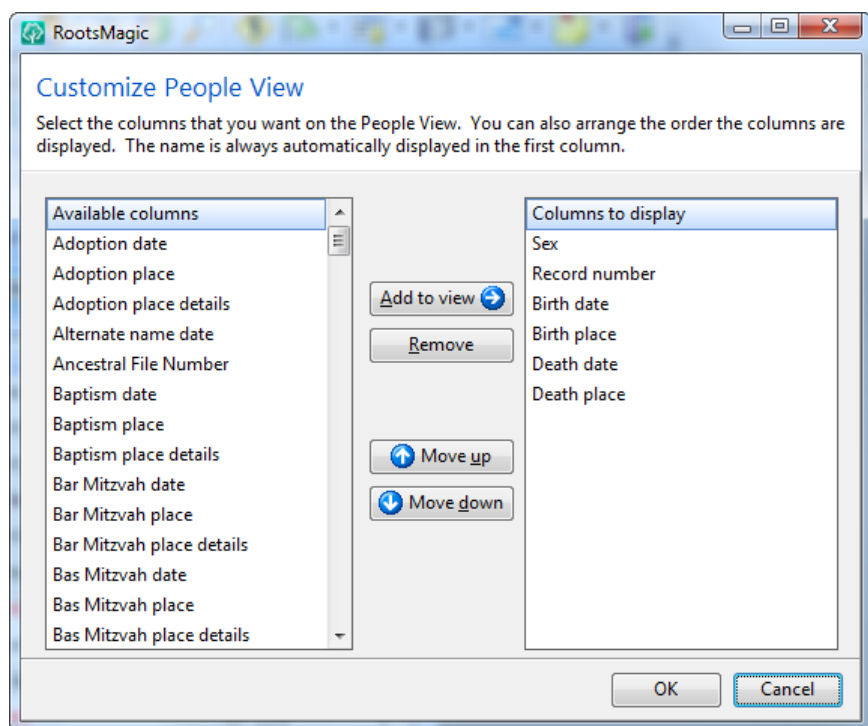 RootsMagic
Customize People View
Select the columns that you want on the People View. You can also arrange the order the columns are
displayed. The name is always automatically displayed in the first column.
Available columns
Adoption date
Adoption place
Adoption place details
Alternate name date
Ancestral File Number
Baptism date
Baptism place
Baptism place details
Bar Mitzvah date
Bar Mitzvah place
Bar Mitzvah place details
Bas Mitzvah date
Bas Mitzvah place
Bas Mitzvah place details
Add to view
Remove
Move up
Move down
Columns to display
Sex
Record number
Birth date
Birth place
Death date
Death place
OK
Cancel